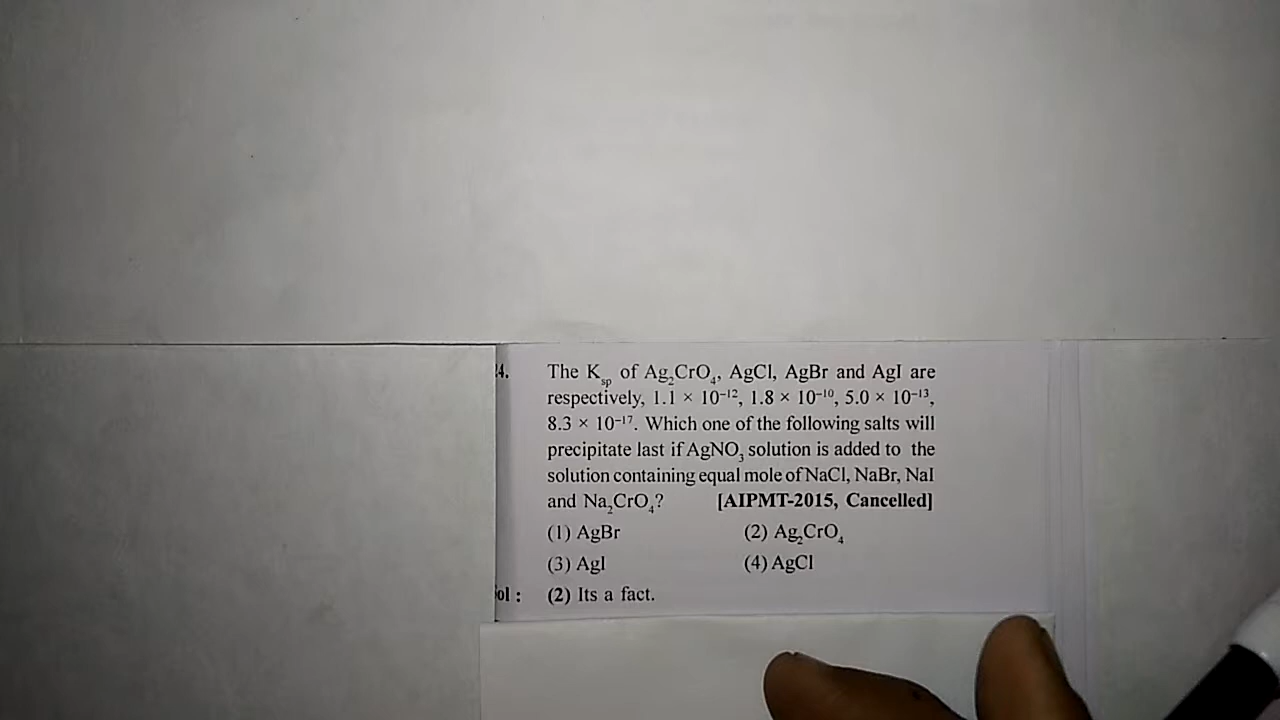 24. The Ksp of Ag₂CrO₄, AgCl, AgBr and AgI are
respectively, 1.1 × 10⁻¹², 1.8 × 10⁻¹⁰, 5.0 × 10⁻¹³,
8.3 × 10⁻¹⁷. Which one of the following salts will
precipitate last if AgNO₃ solution is added to the
solution containing equal mole of NaCl, NaBr, NaI
and Na₂CrO₄? [AIPMT-2015, Cancelled]
(1) AgBr (2) Ag₂CrO₄
(3) AgI (4) AgCl
Sol : (2) Its a fact.